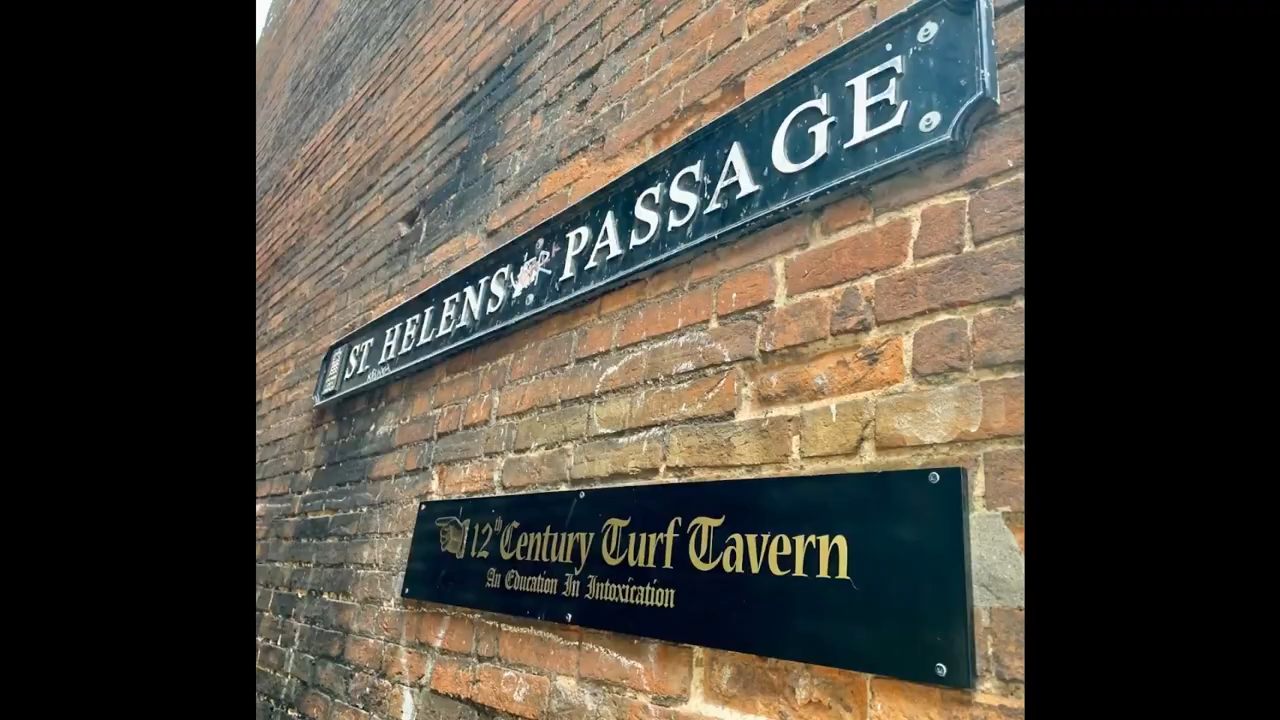 ST. HELENS PASSAGE
12th Century Turf Tavern
An Education In Intoxication